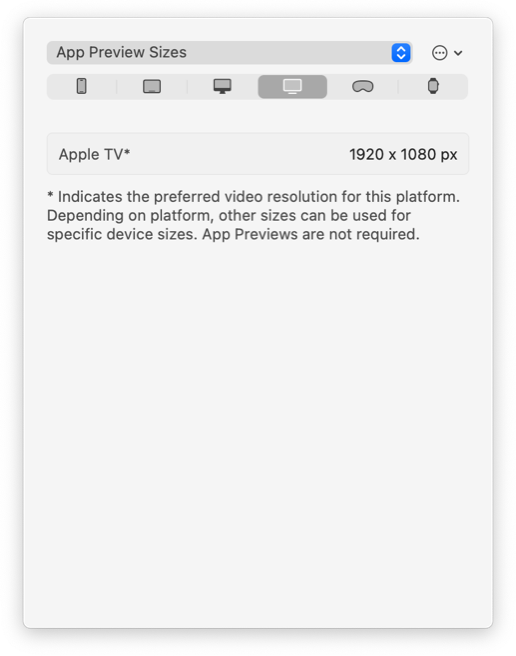 App Preview Sizes
Apple TV* 1920 x 1080 px
* Indicates the preferred video resolution for this platform.
Depending on platform, other sizes can be used for
specific device sizes. App Previews are not required.